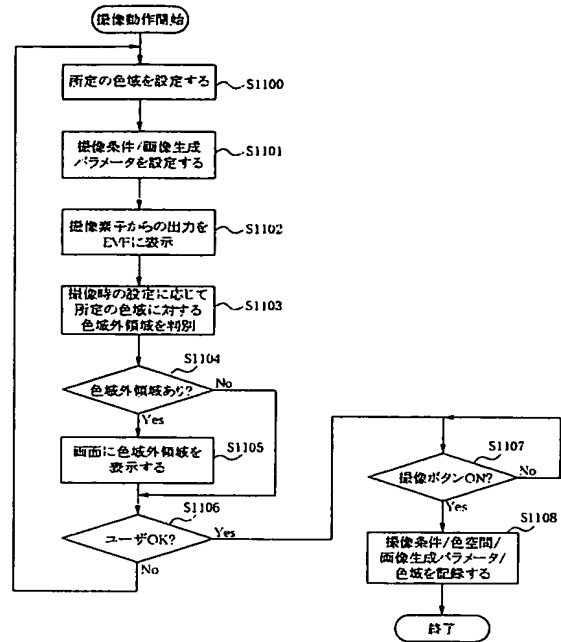 撮像動作開始
所定の色域を設定する
S1100
撮像条件/画像生成
パラメータを設定する
S1101
撮像素子からの出力を
EVFに表示
S1102
撮像時の設定に応じて
所定の色域に対する
色域外領域を判別
S1103
S1104
色域外領域あり?
No
Yes
画面に色域外領域を
表示する
S1105
S1106
ユーザOK?
Yes
No
S1107
撮像ボタンON?
No
Yes
S1108
撮像条件/色空間/
画像生成パラメータ/
色域を記録する
終了